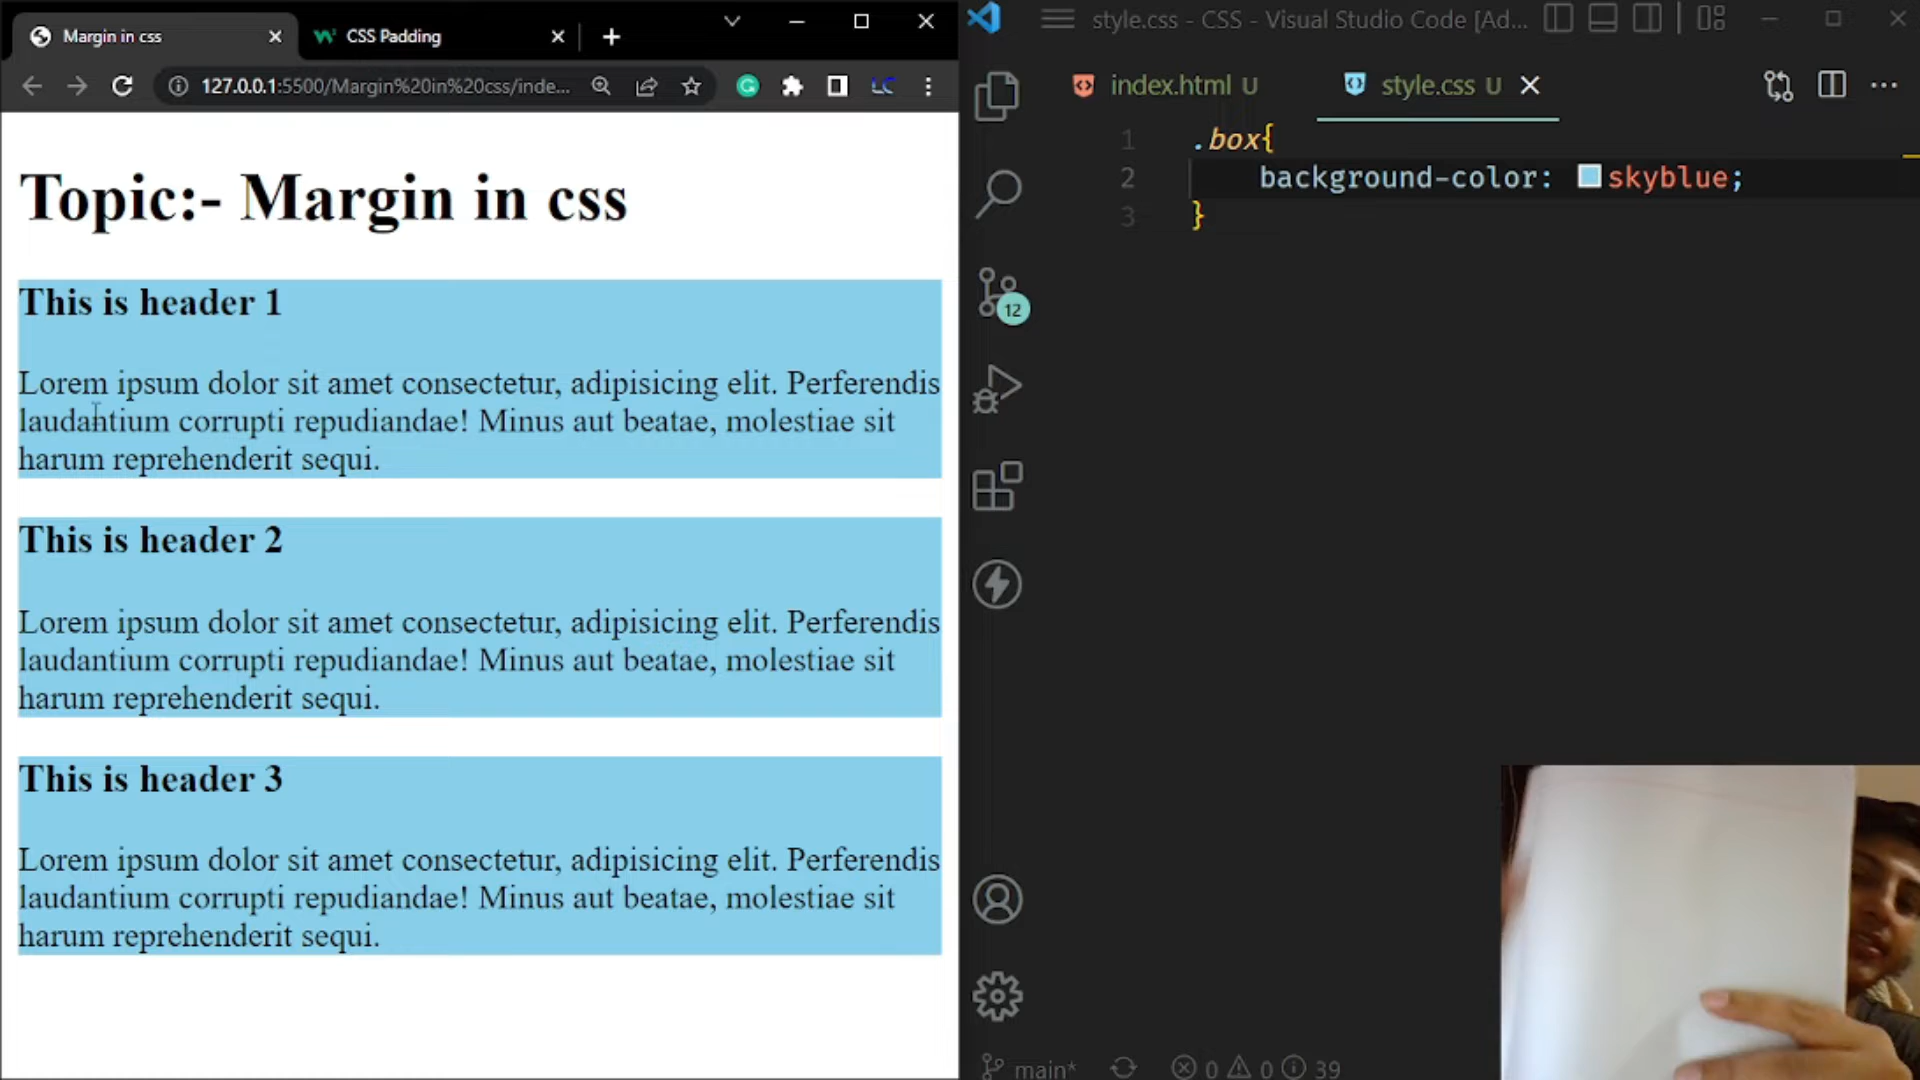 Margin in css
CSS Padding
127.0.0.1:5500/Margin%20in%20css/inde...
LC
Topic:- Margin in css
This is header 1
Lorem ipsum dolor sit amet consectetur, adipisicing elit. Perferendis
laudantium corrupti repudiandae! Minus aut beatae, molestiae sit
harum reprehenderit sequi.
This is header 2
Lorem ipsum dolor sit amet consectetur, adipisicing elit. Perferendis
laudantium corrupti repudiandae! Minus aut beatae, molestiae sit
harum reprehenderit sequi.
This is header 3
Lorem ipsum dolor sit amet consectetur, adipisicing elit. Perferendis
laudantium corrupti repudiandae! Minus aut beatae, molestiae sit
harum reprehenderit sequi.
style.css - CSS - Visual Studio Code [Ad...
index.html U
style.css U
1 .box{
2 background-color: skyblue;
3 }
12
main* 0 0 39